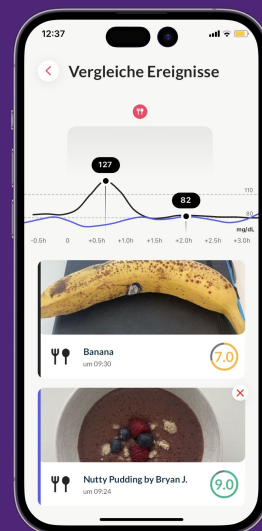 12:37
Vergleiche Ereignisse
127
82
110
80
mg/dL
-0.5h 0 +0.5h +1.0h +1.5h +2.0h +2.5h +3.0h
Banana
um 09:30
7.0
Nutty Pudding by Bryan J.
um 09:24
9.0